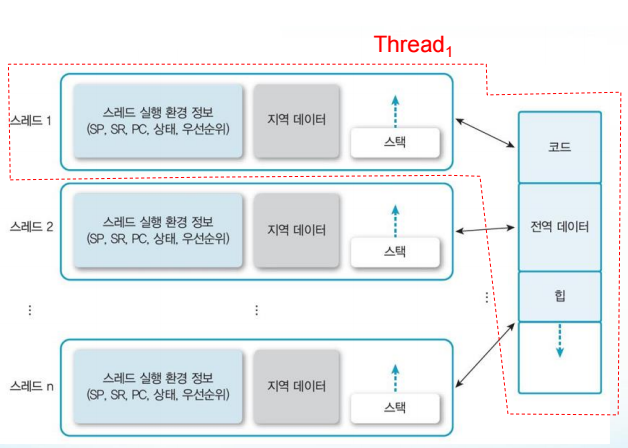 Thread1
스레드 1
스레드 실행 환경 정보
(SP, SR, PC, 상태, 우선순위)
지역 데이터
스택
코드
스레드 2
스레드 실행 환경 정보
(SP, SR, PC, 상태, 우선순위)
지역 데이터
스택
전역 데이터
힙
⋮ ⋮ ⋮
스레드 n
스레드 실행 환경 정보
(SP, SR, PC, 상태, 우선순위)
지역 데이터
스택